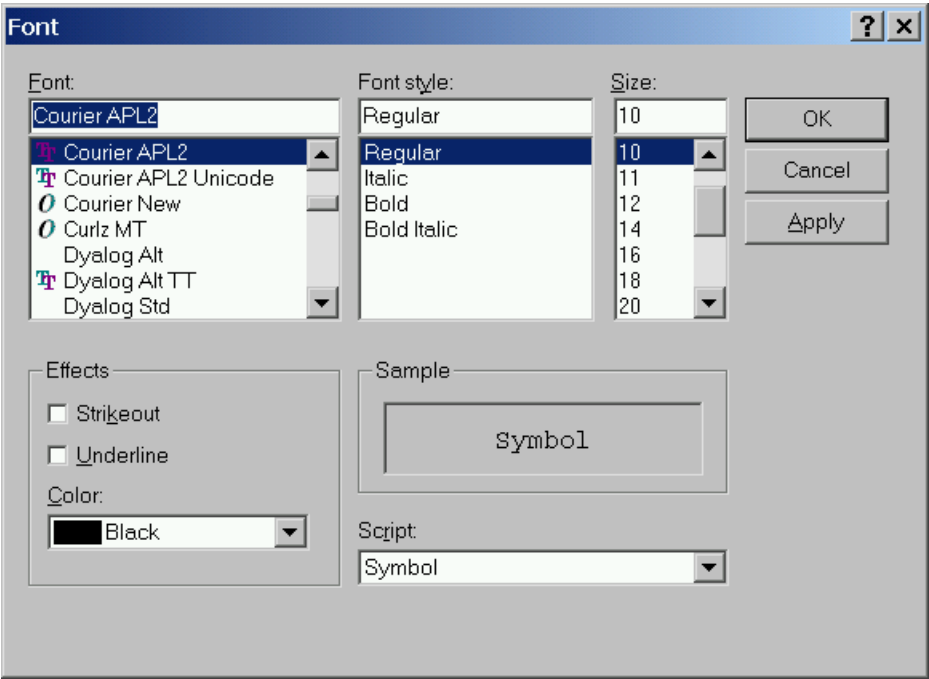 Font
Font:
Courier APL2
Courier APL2
Courier APL2 Unicode
Courier New
Curlz MT
Dyalog Alt
Dyalog Alt TT
Dyalog Std
Font style:
Regular
Regular
Italic
Bold
Bold Italic
Size:
10
10
11
12
14
16
18
20
OK
Cancel
Apply
Effects
Strikeout
Underline
Color:
Black
Sample
Symbol
Script:
Symbol